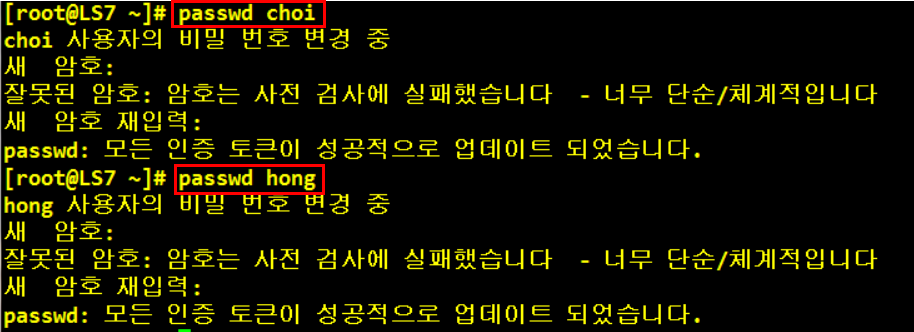 [root@LS7 ~]# passwd choi
choi 사용자의 비밀 번호 변경 중
새  암호:
잘못된 암호: 암호는 사전 검사에 실패했습니다  - 너무 단순/체계적입니다
새  암호 재입력:
passwd: 모든 인증 토큰이 성공적으로 업데이트 되었습니다.
[root@LS7 ~]# passwd hong
hong 사용자의 비밀 번호 변경 중
새  암호:
잘못된 암호: 암호는 사전 검사에 실패했습니다  - 너무 단순/체계적입니다
새  암호 재입력:
passwd: 모든 인증 토큰이 성공적으로 업데이트 되었습니다.